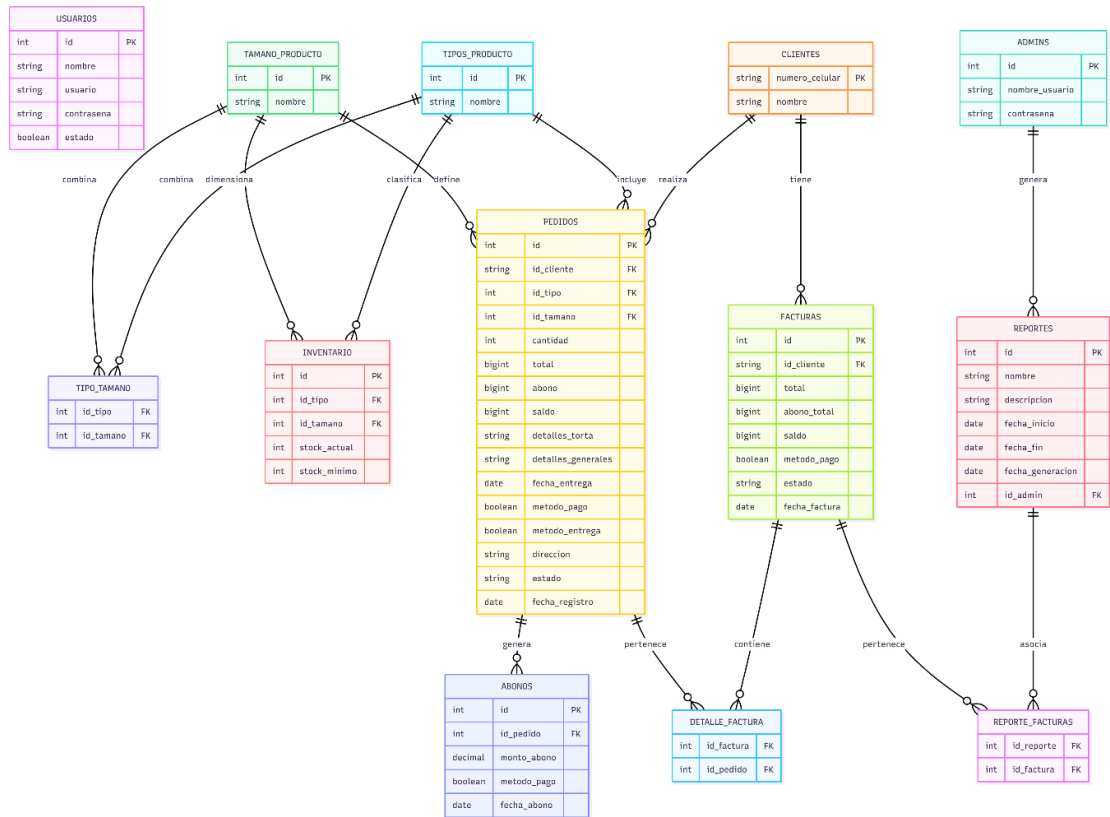 USUARIOS
int id PK
string nombre
string usuario
string contrasena
boolean estado
TAMANO_PRODUCTO
int id PK
string nombre
TIPOS_PRODUCTO
int id PK
string nombre
CLIENTES
string numero_celular PK
string nombre
ADMINS
int id PK
string nombre_usuario
string contrasena
combina
combina
dimensiona
clasifica
define
incluye
realiza
tiene
genera
PEDIDOS
int id PK
string id_cliente FK
int id_tipo FK
int id_tamano FK
int cantidad
bigint total
bigint abono
bigint saldo
string detalles_torta
string detalles_generales
date fecha_entrega
boolean metodo_pago
boolean metodo_entrega
string direccion
string estado
date fecha_registro
FACTURAS
int id PK
string id_cliente FK
bigint total
bigint abono_total
bigint saldo
boolean metodo_pago
string estado
date fecha_factura
REPORTES
int id PK
string nombre
string descripcion
date fecha_inicio
date fecha_fin
date fecha_generacion
int id_admin FK
INVENTARIO
int id PK
int id_tipo FK
int id_tamano FK
int stock_actual
int stock_minimo
TIPO_TAMANO
int id_tipo FK
int id_tamano FK
genera
pertenece
contiene
pertenece
asocia
ABONOS
int id PK
int id_pedido FK
decimal monto_abono
boolean metodo_pago
date fecha_abono
DETALLE_FACTURA
int id_factura FK
int id_pedido FK
REPORTE_FACTURAS
int id_reporte FK
int id_factura FK